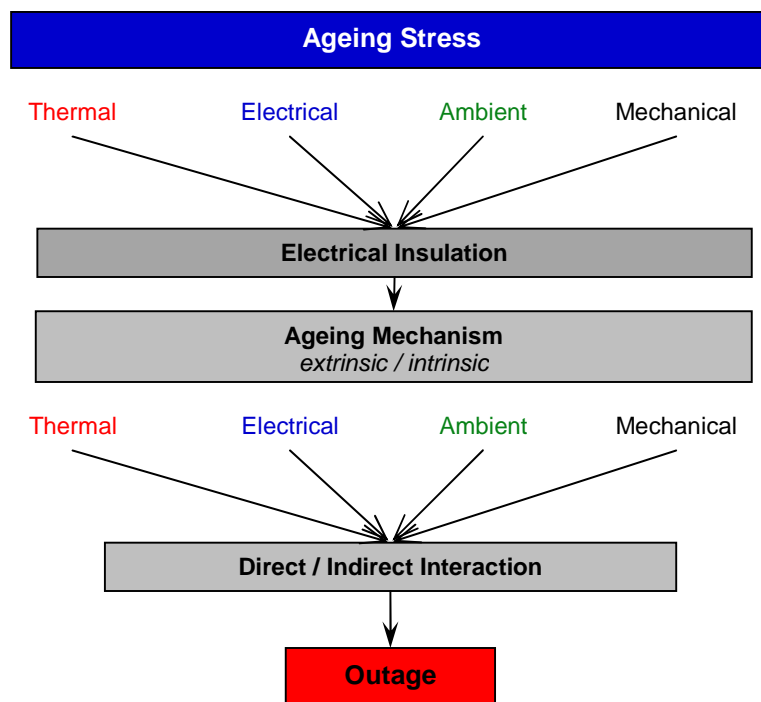 Ageing Stress
Thermal Electrical Ambient Mechanical
Electrical Insulation
Ageing Mechanism
extrinsic / intrinsic
Thermal Electrical Ambient Mechanical
Direct / Indirect Interaction
Outage